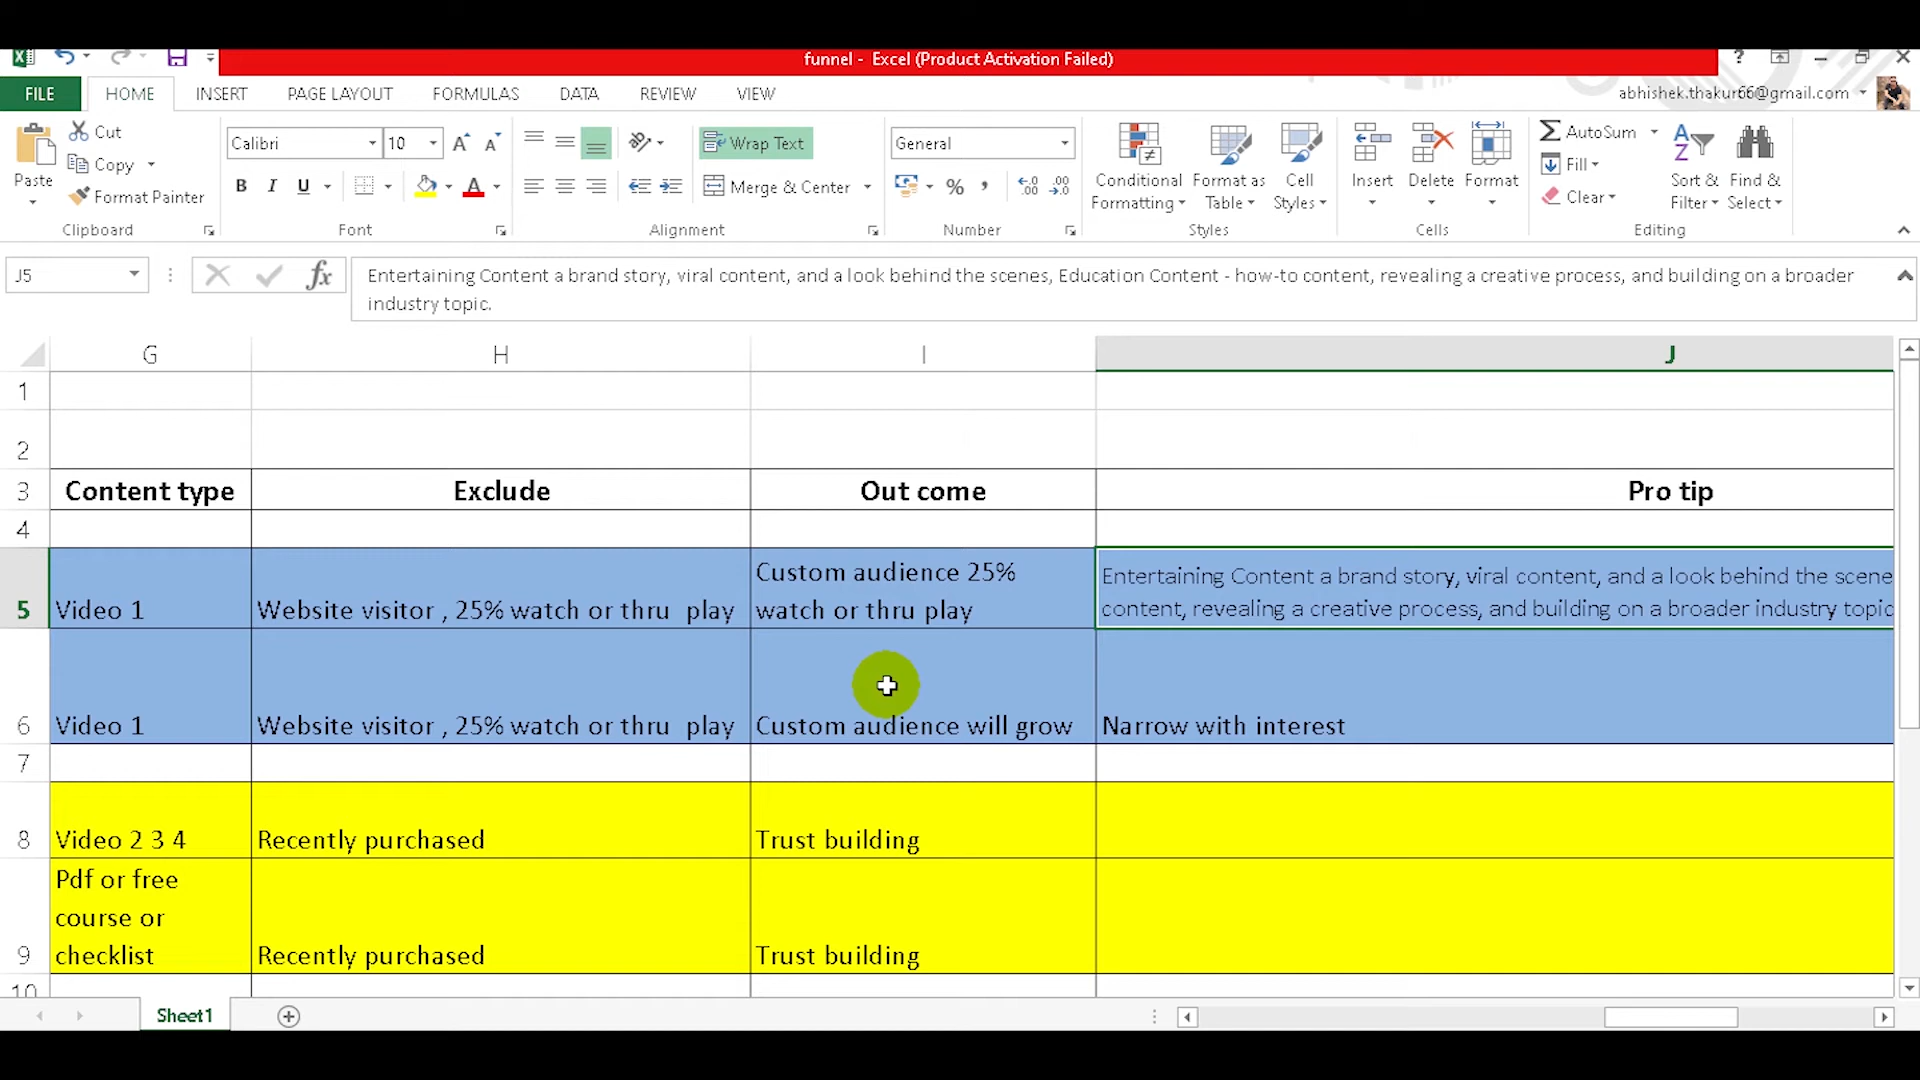 funnel - Excel (Product Activation Failed)
FILE HOME INSERT PAGE LAYOUT FORMULAS DATA REVIEW VIEW
Cut
Copy
Format Painter
Paste
Clipboard
Calibri 10
B I U
Font
Wrap Text
Merge & Center
Alignment
General
Number
Conditional Formatting
Format as Table
Cell Styles
Styles
Insert Delete Format
Cells
AutoSum
Fill
Clear
Sort & Filter
Find & Select
Editing
J5
fx
Entertaining Content a brand story, viral content, and a look behind the scenes, Education Content - how-to content, revealing a creative process, and building on a broader
industry topic.
G H I J
1
2
3 Content type Exclude Out come Pro tip
4
Custom audience 25%
5 Video 1 Website visitor , 25% watch or thru play watch or thru play
Entertaining Content a brand story, viral content, and a look behind the scene
content, revealing a creative process, and building on a broader industry topic
6 Video 1 Website visitor , 25% watch or thru play Custom audience will grow Narrow with interest
7
8 Video 2 3 4 Recently purchased Trust building
Pdf or free
course or
9 checklist Recently purchased Trust building
10
Sheet1